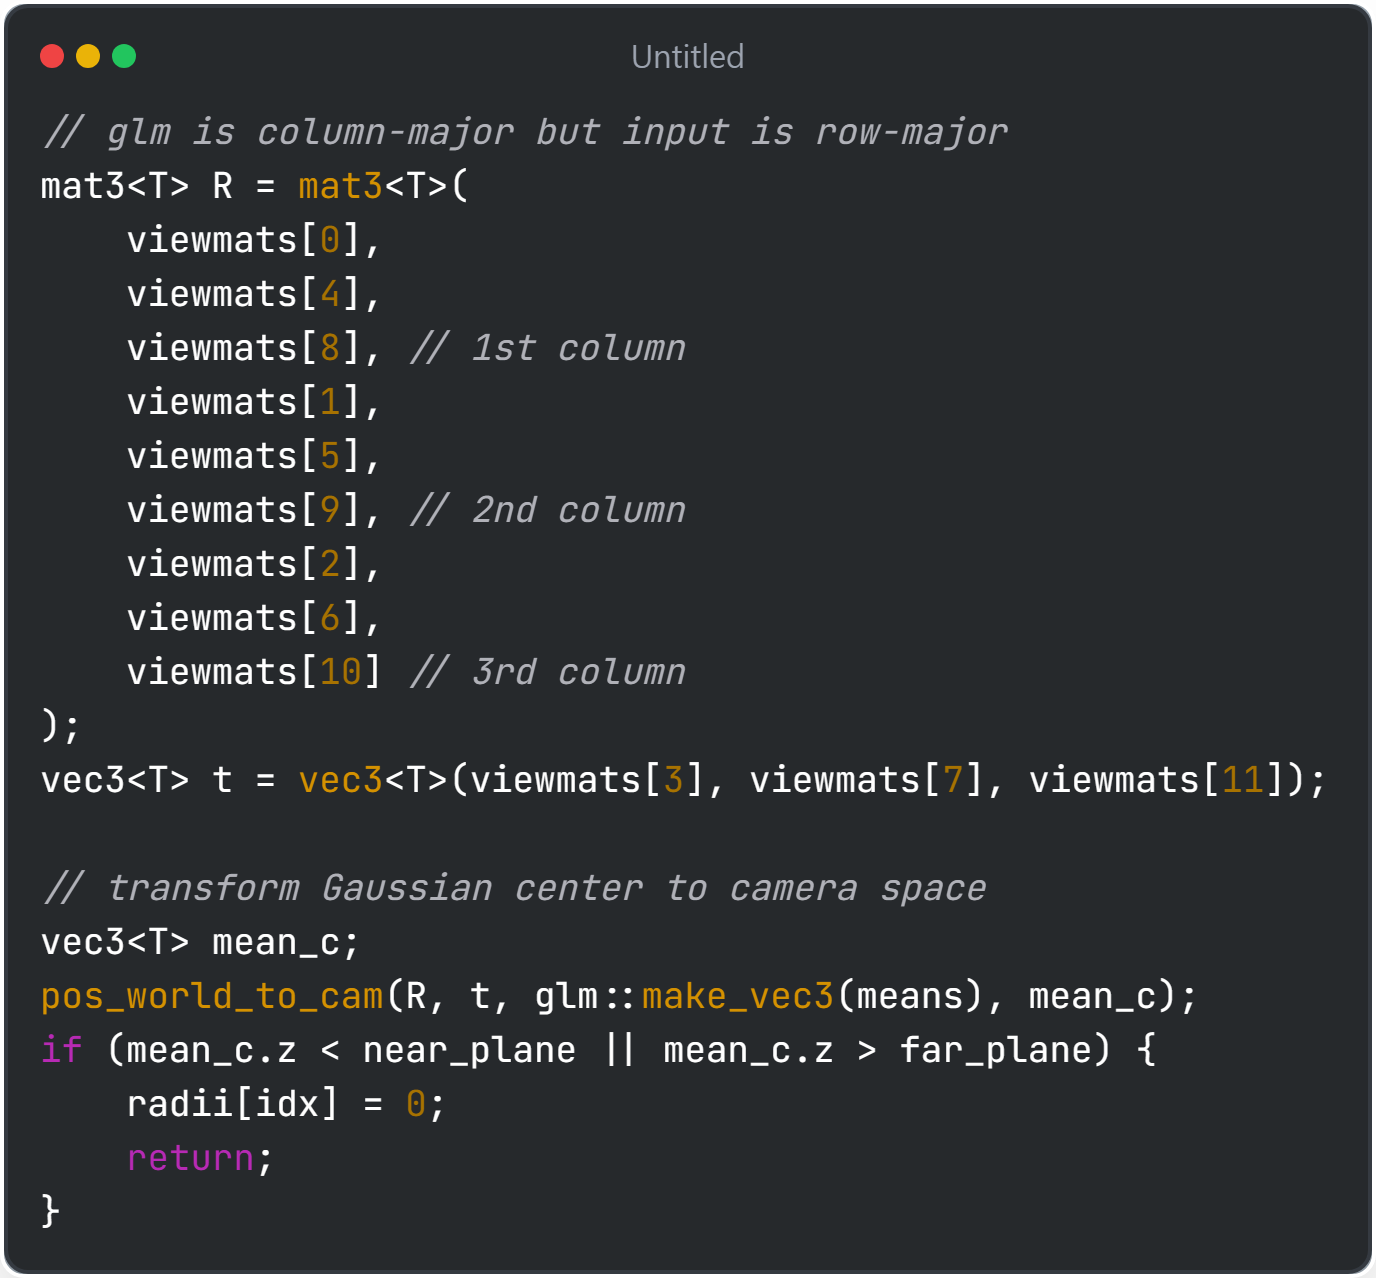 Untitled
// glm is column-major but input is row-major
mat3<T> R = mat3<T>(
    viewmats[0],
    viewmats[4],
    viewmats[8], // 1st column
    viewmats[1],
    viewmats[5],
    viewmats[9], // 2nd column
    viewmats[2],
    viewmats[6],
    viewmats[10] // 3rd column
);
vec3<T> t = vec3<T>(viewmats[3], viewmats[7], viewmats[11]);

// transform Gaussian center to camera space
vec3<T> mean_c;
pos_world_to_cam(R, t, glm::make_vec3(means), mean_c);
if (mean_c.z < near_plane || mean_c.z > far_plane) {
    radii[idx] = 0;
    return;
}